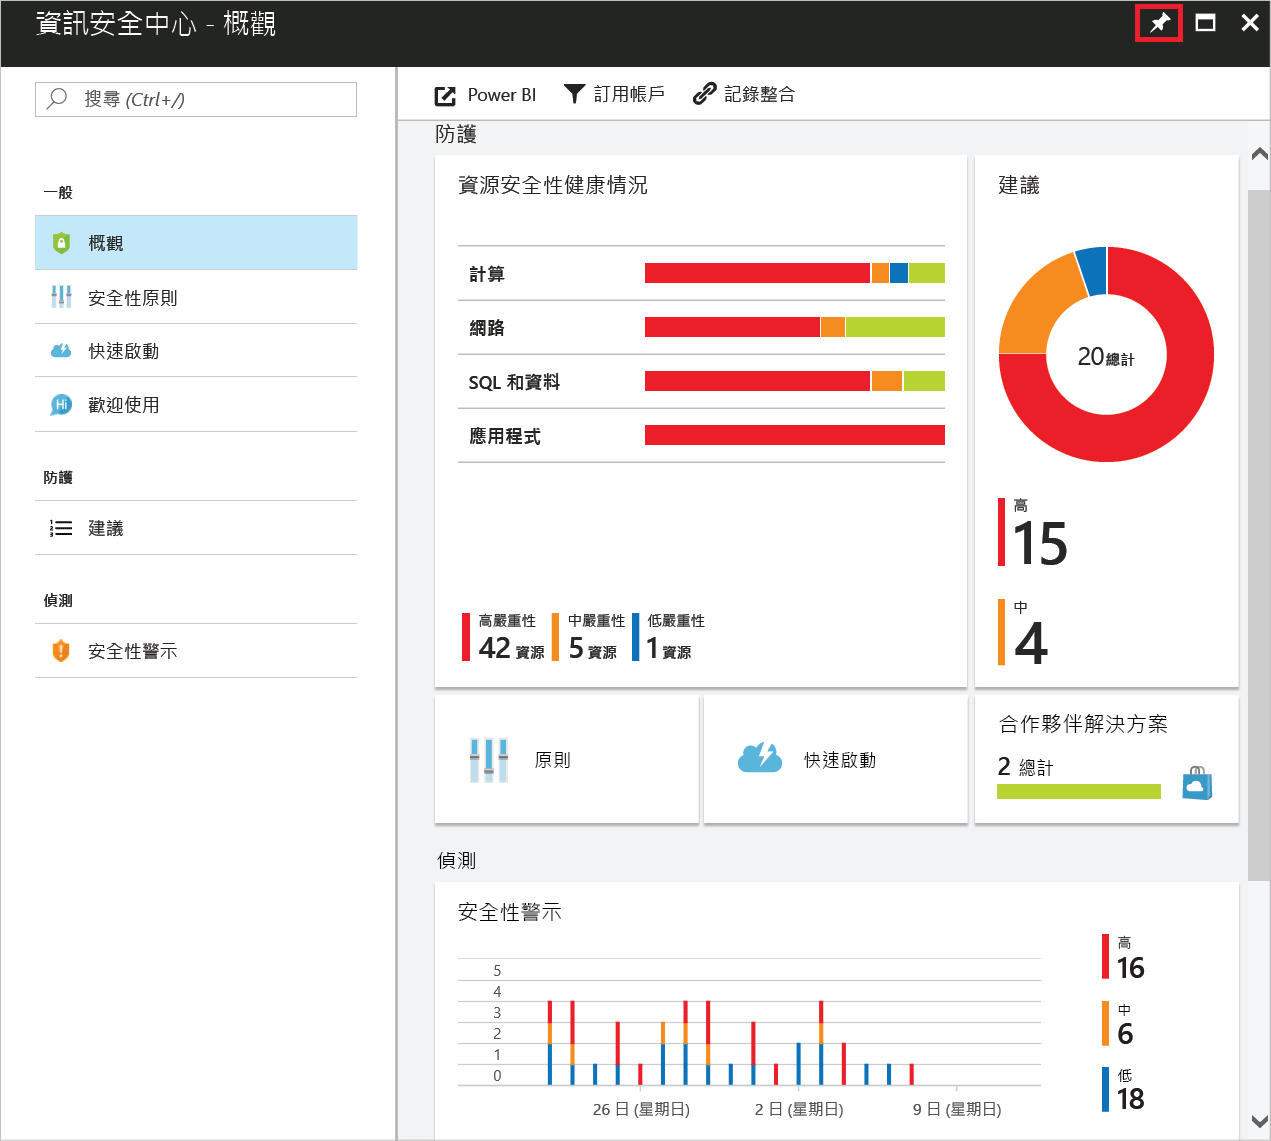 資訊安全中心 - 概觀
搜尋 (Ctrl+/)
一般
概觀
安全性原則
快速啟動
Hi
歡迎使用
防護
1
2
3
建議
偵測
安全性警示
Power BI
訂用帳戶
記錄整合
防護
資源安全性健康情況
計算
網路
SQL 和資料
應用程式
高嚴重性
42 資源
中嚴重性
5 資源
低嚴重性
1 資源
建議
20總計
高
15
中
4
原則
快速啟動
合作夥伴解決方案
2 總計
偵測
安全性警示
5
4
3
2
1
0
26 日 (星期日)
2 日 (星期日)
9 日 (星期日)
高
16
中
6
低
18